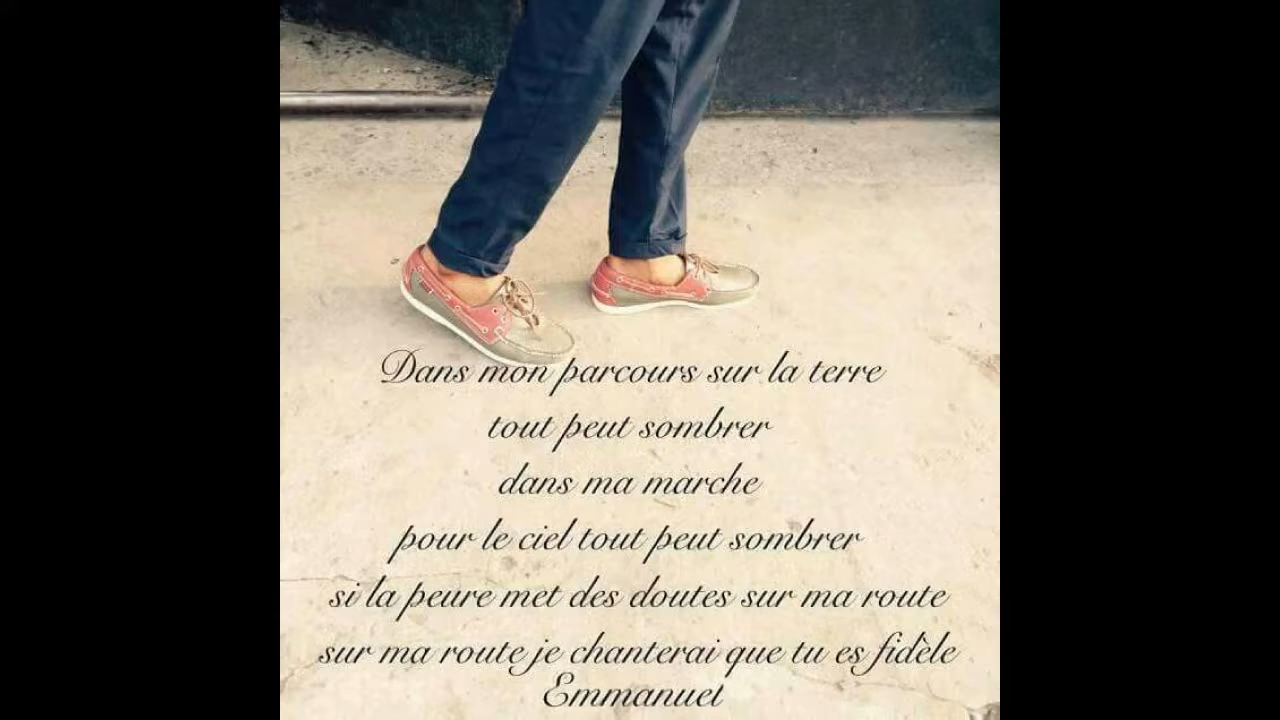 Dans mon parcours sur la terre
tout peut sombrer
dans ma marche
pour le ciel tout peut sombrer
si la peure met des doutes sur ma route
sur ma route je chanterai que tu es fidèle
Emmanuel